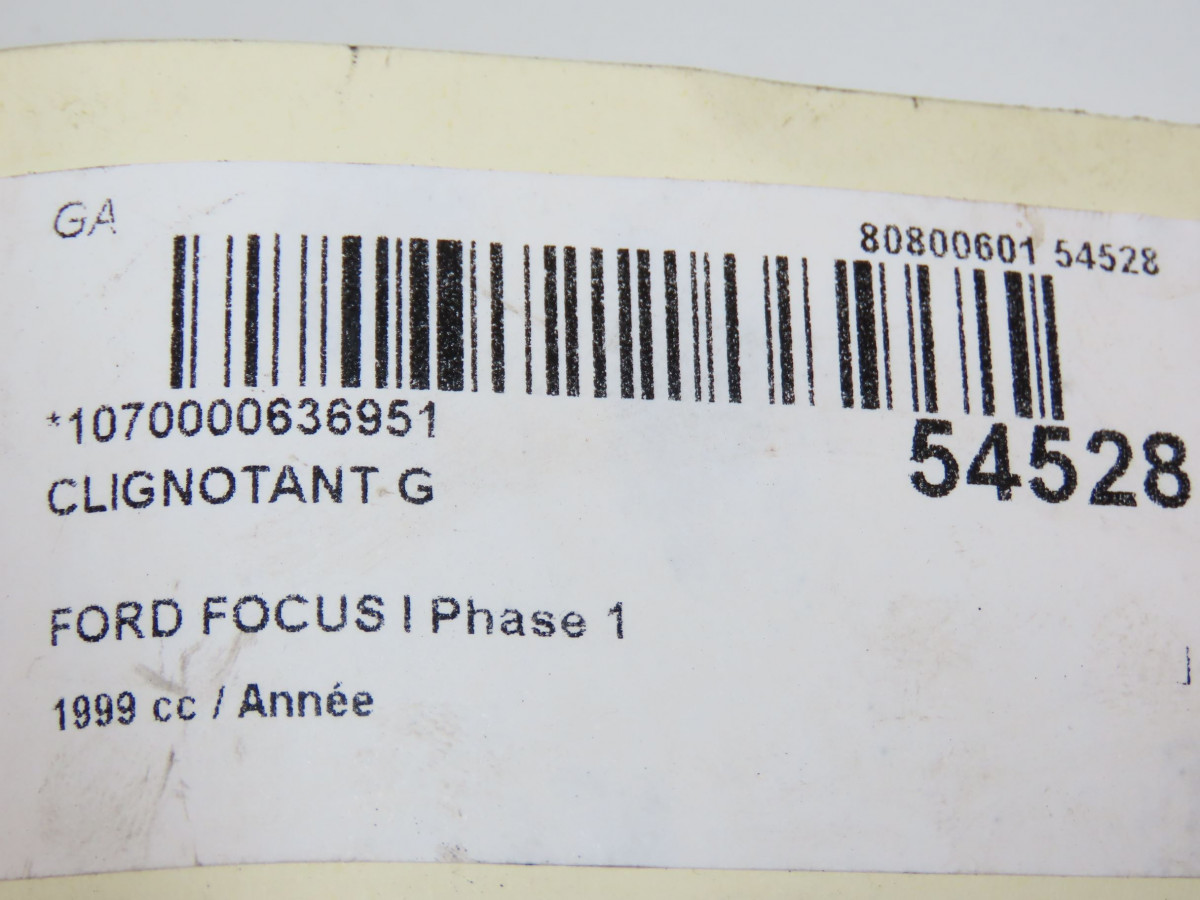 GA
80800601 54528
*1070000636951
54528
CLIGNOTANT G
FORD FOCUS I Phase 1
1999 cc / Année